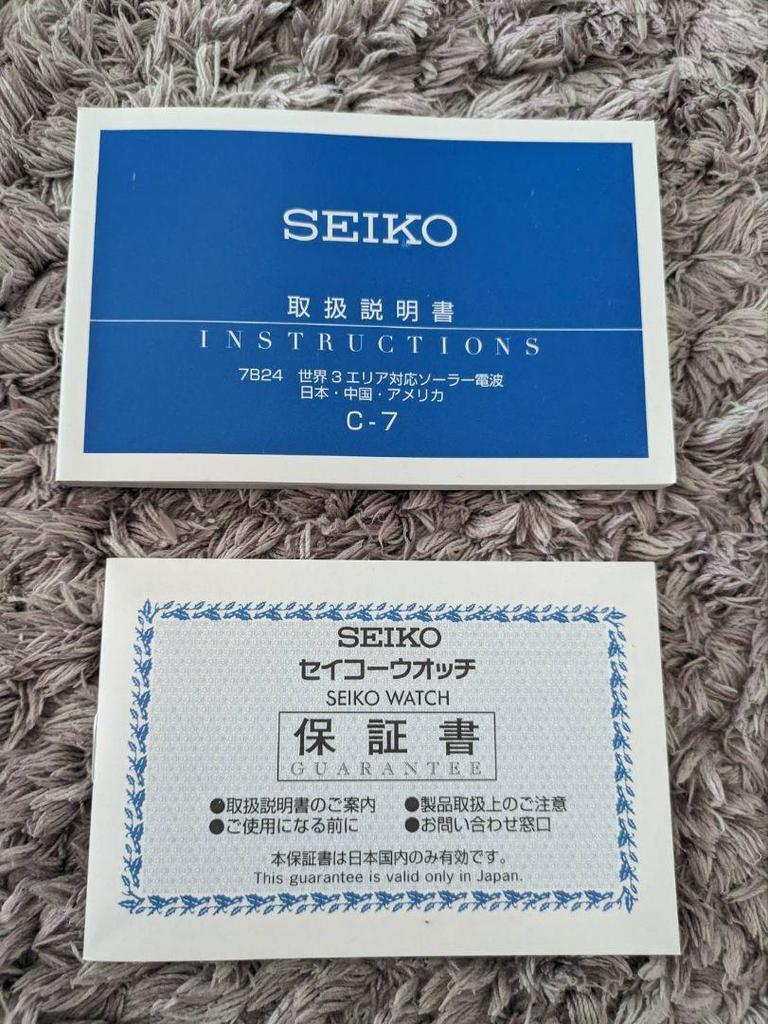 SEIKO
取扱説明書
INSTRUCTIONS
7B24 世界3エリア対応ソーラー電波
日本・中国・アメリカ
C-7
SEIKO
セイコーウオッチ
SEIKO WATCH
保証書
GUARANTEE
●取扱説明書のご案内 ●製品取扱上のご注意
●ご使用になる前に ●お問い合わせ窓口
本保証書は日本国内のみ有効です。
This guarantee is valid only in Japan.